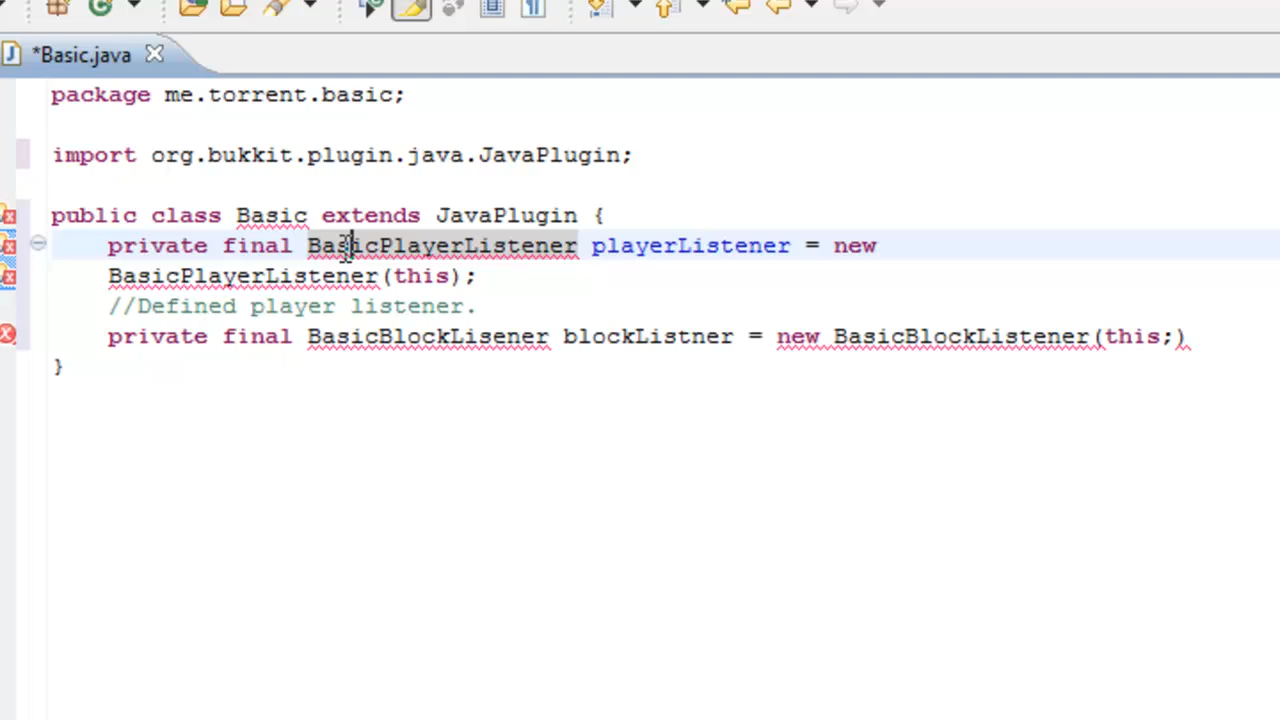 *Basic.java
package me.torrent.basic;
import org.bukkit.plugin.java.JavaPlugin;
public class Basic extends JavaPlugin {
private final BasicPlayerListener playerListener = new
BasicPlayerListener(this);
//Defined player listener.
private final BasicBlockLisener blockListner = new BasicBlockListener(this;)
}